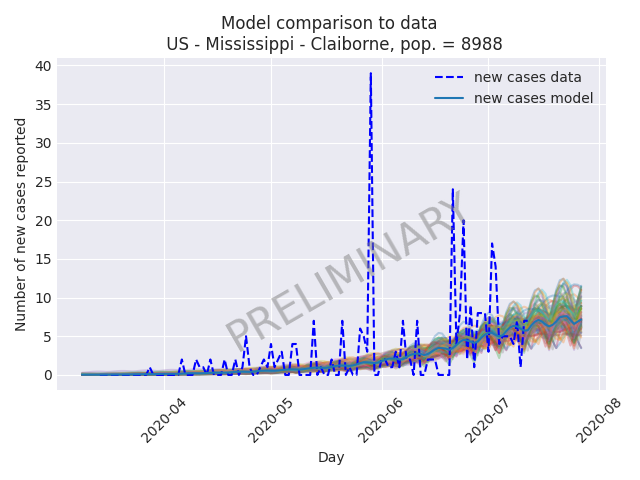 Model comparison to data
US - Mississippi - Claiborne, pop. = 8988
new cases data
new cases model
Number of new cases reported
40
35
30
25
20
15
10
5
0
PRELIMINARY
2020-04
2020-05
2020-06
2020-07
2020-08
Day